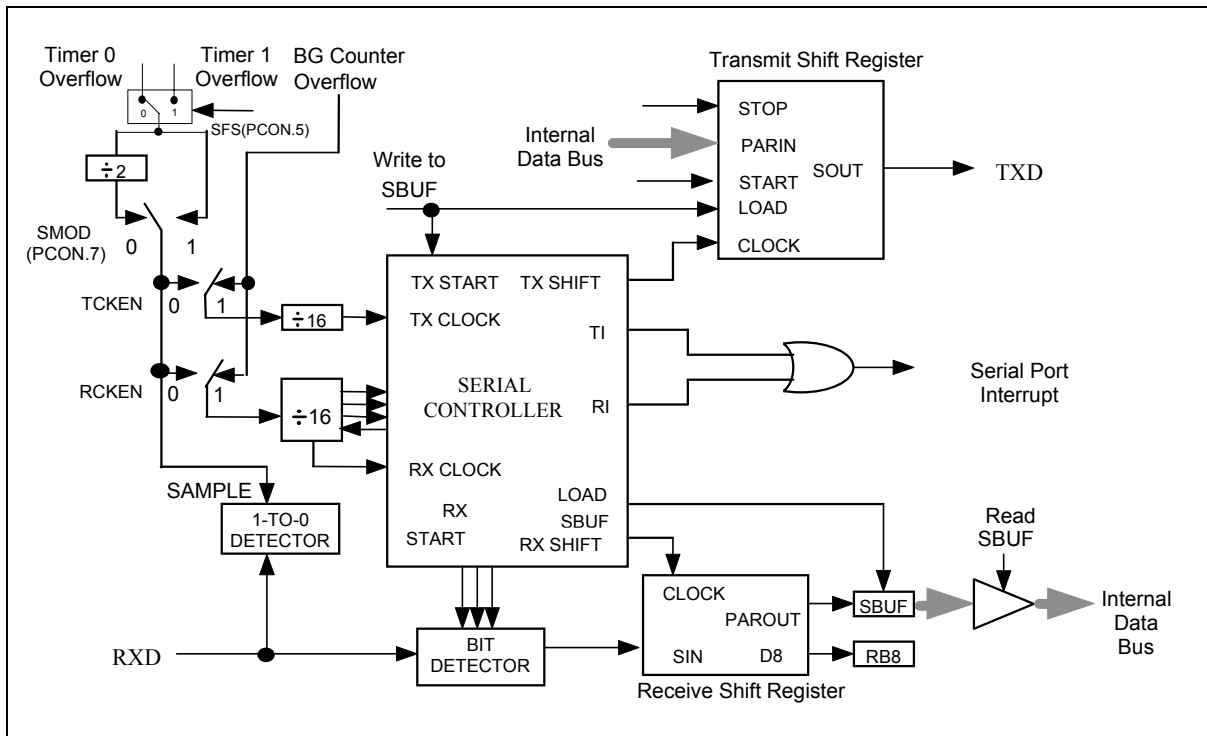 Timer 0
Overflow
Timer 1
Overflow
BG Counter
Overflow
0
1
SFS(PCON.5)
÷2
SMOD
(PCON.7)
0
1
TCKEN
0
1
÷16
RCKEN
0
1
÷16
SAMPLE
1-TO-0
DETECTOR
RXD
Write to
SBUF
TX START
TX SHIFT
TX CLOCK
TI
SERIAL
CONTROLLER
RI
RX CLOCK
RX
START
LOAD
SBUF
RX SHIFT
BIT
DETECTOR
Transmit Shift Register
Internal
Data Bus
STOP
PARIN
START
LOAD
CLOCK
SOUT
TXD
Serial Port
Interrupt
CLOCK
PAROUT
SIN
D8
Receive Shift Register
SBUF
RB8
Read
SBUF
Internal
Data
Bus